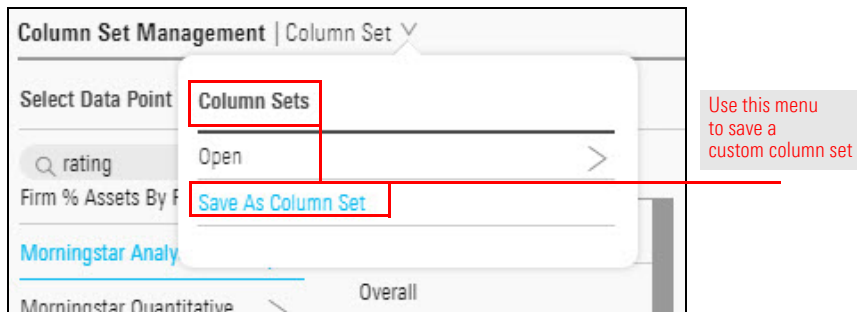 Column Set Management | Column Set
Select Data Point
Column Sets
rating
Open
Firm % Assets By
Save As Column Set
Morningstar Analy
Morningstar Quantitative
Overall
Use this menu
to save a
custom column set